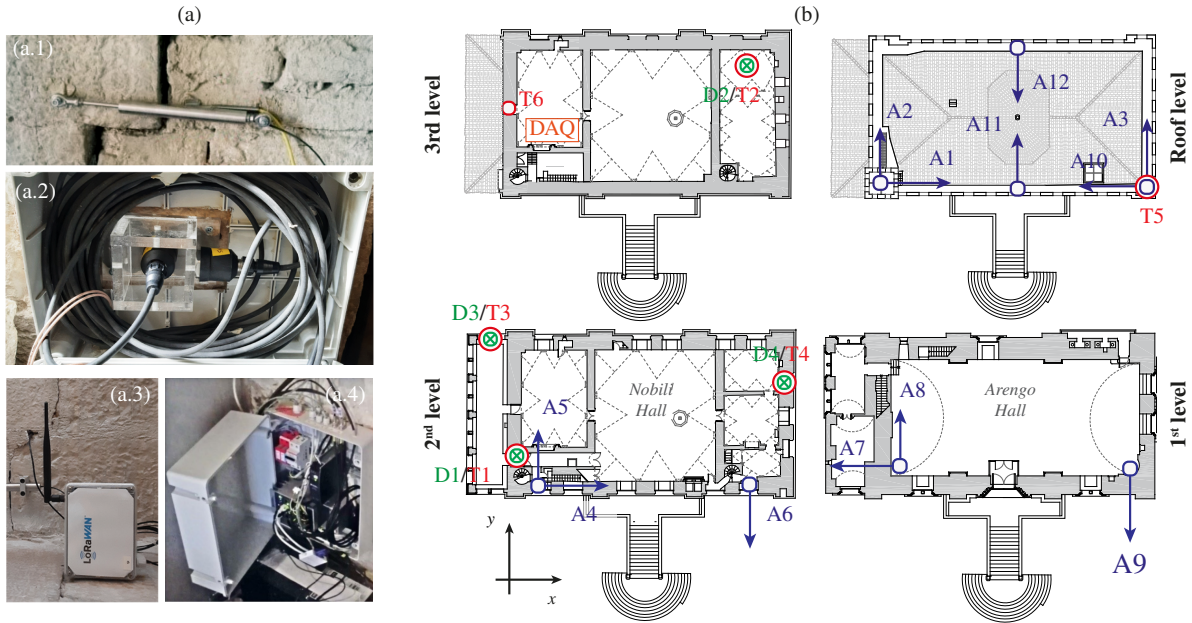 (a)
(b)
(a.1)
(a.2)
(a.3)
(a.4)
LoRaWAN
3rd level
T6
DAQ
D2/T2
Roof level
A2
A12
A11
A3
A1
A10
T5
2nd level
D3/T3
D4/T4
Nobili
Hall
A5
D1/T1
A4
A6
1st level
Arengo
Hall
A8
A7
A9
y
x